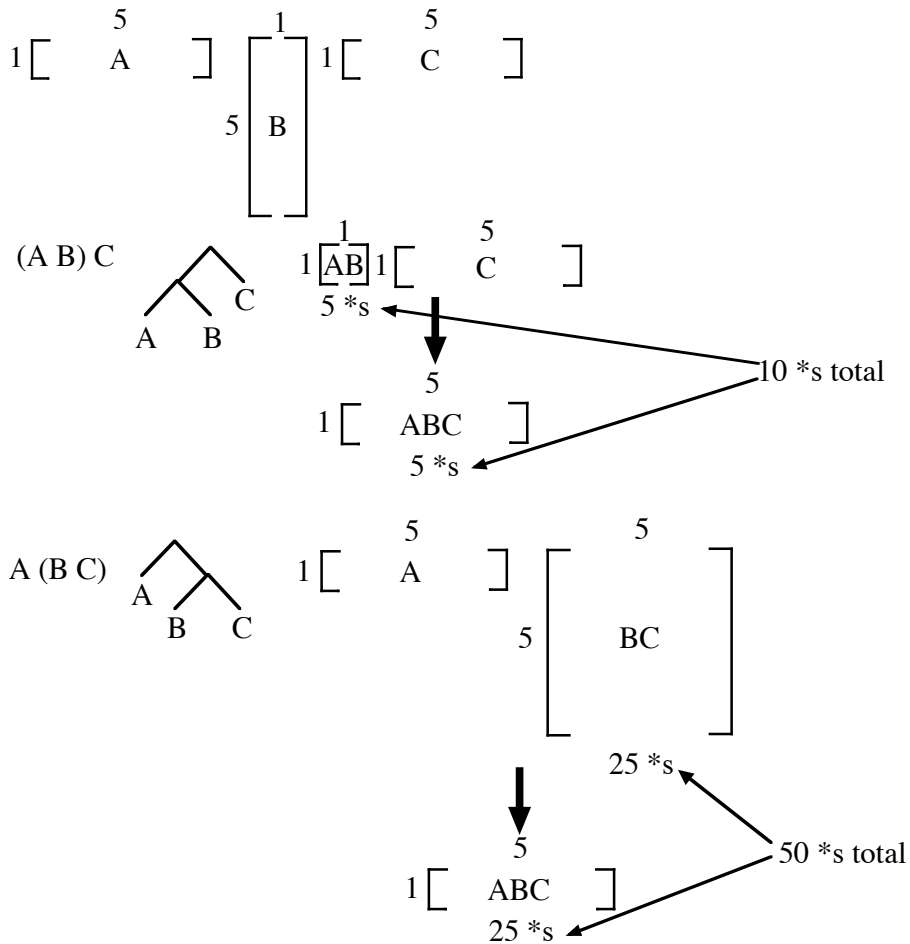 5 1 5
1 A 1 C
5 B
1 5
(A B) C 1 AB 1 C
C
5 *s
A B
10 *s total
5
1 ABC
5 *s
5 5
A (B C) 1 A
A
B C 5 BC
25 *s
5 50 *s total
1 ABC
25 *s